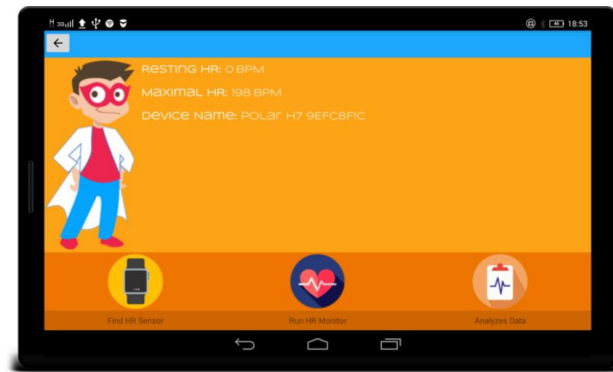 H 3G 18:53
Resting HR: 0 BPM
Maximal HR: 198 BPM
Device Name: Polar H7 9EFC8F1C
Find HR Sensor
Run HR Monitor
Analyzes Data